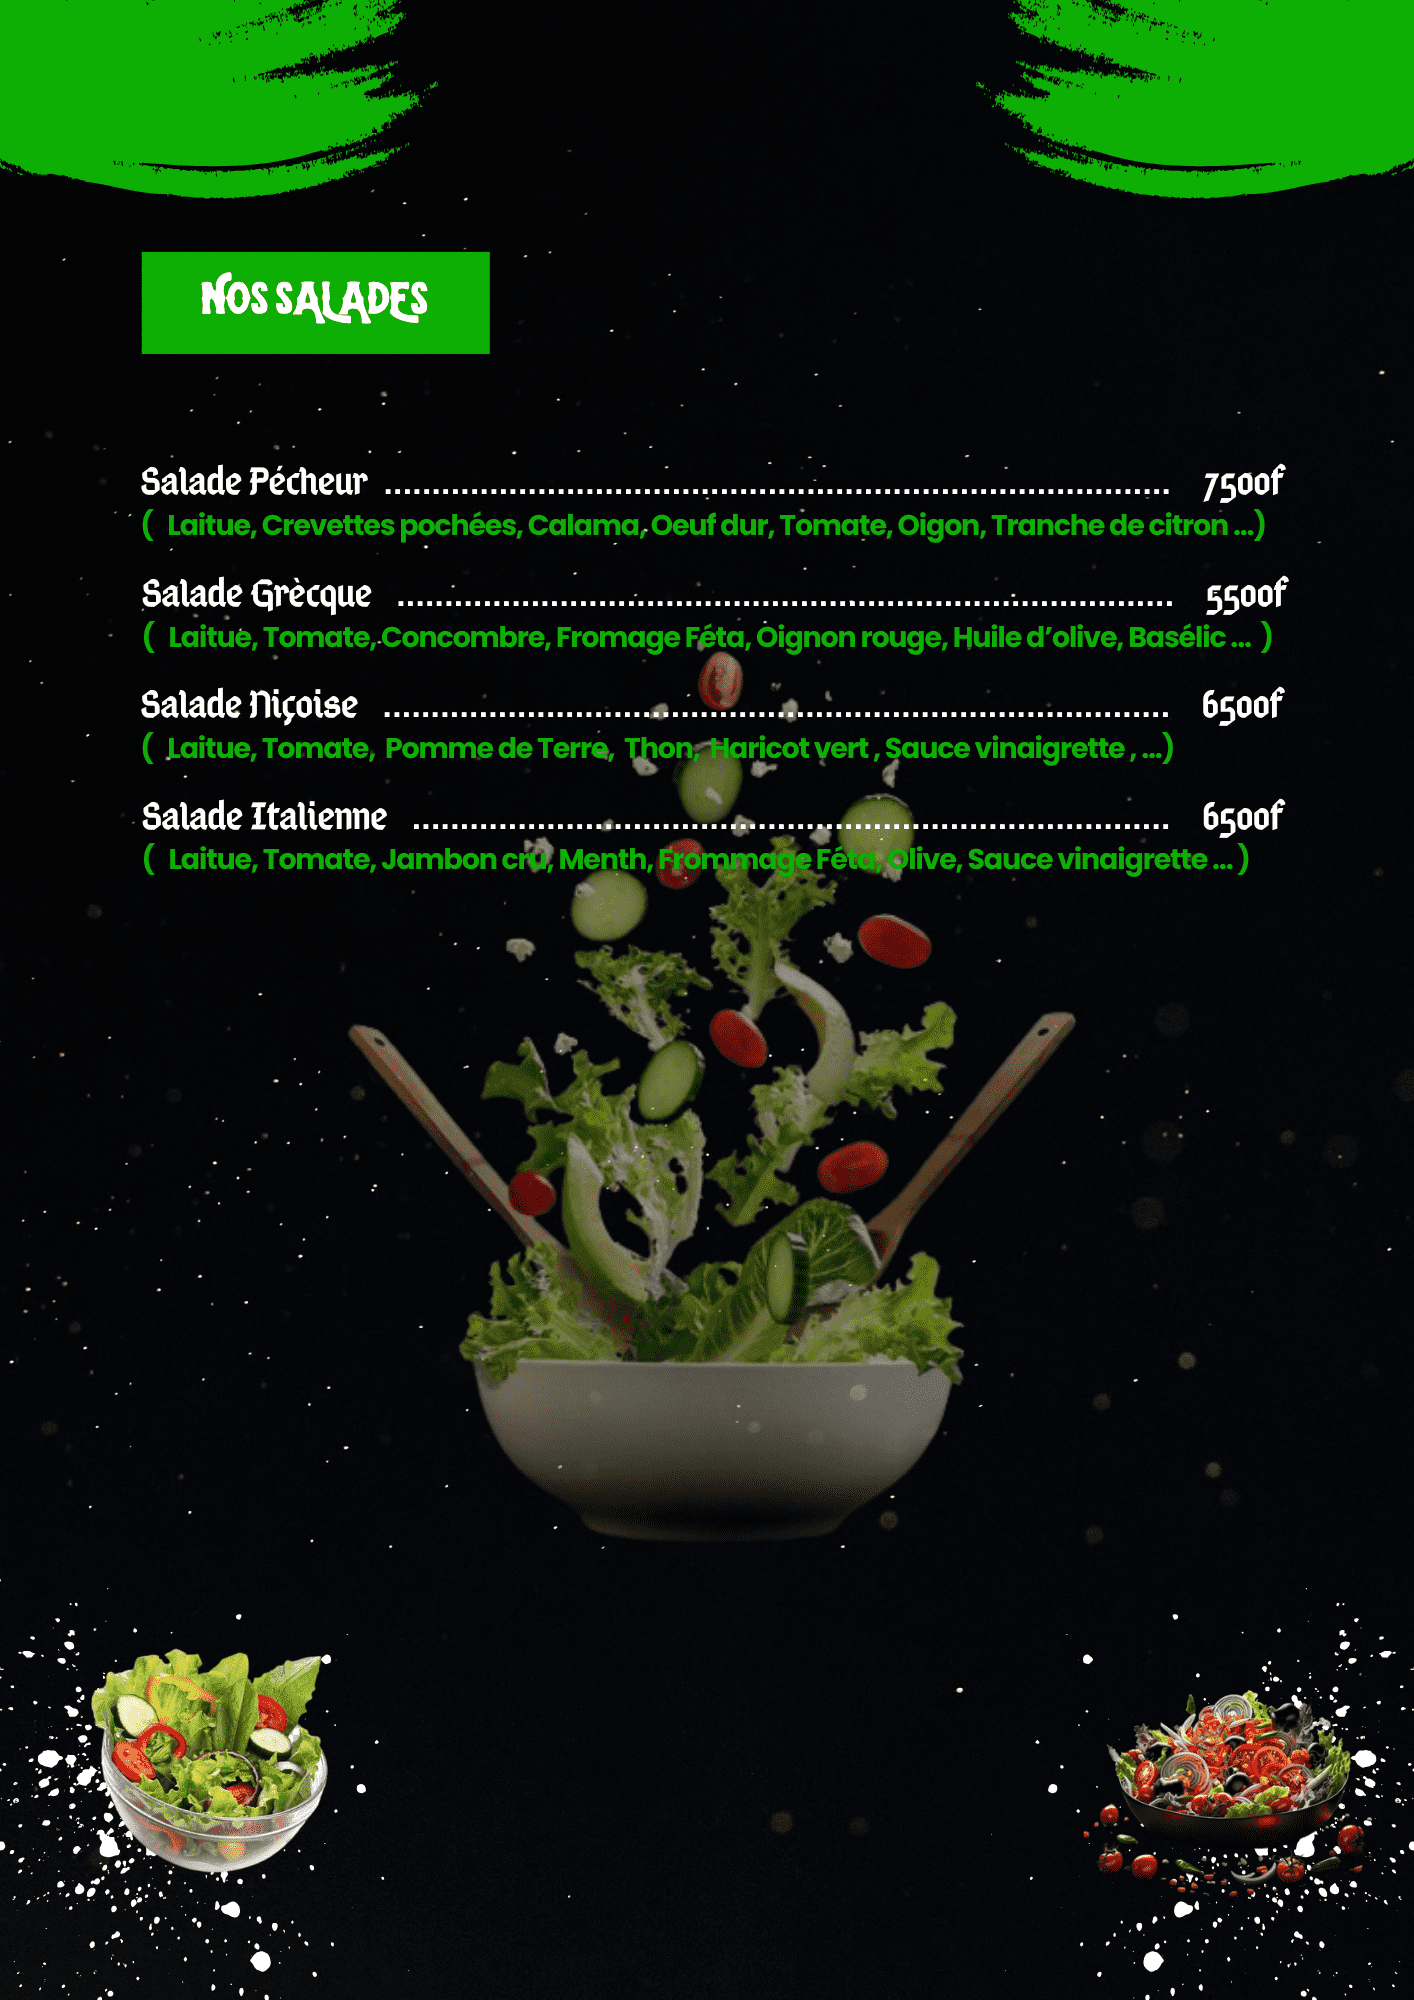 NOS SALADES
Salade Pécheur ................................................................................ 7500f
( Laitue, Crevettes pochées, Calama, Oeuf dur, Tomate, Oigon, Tranche de citron ...)
Salade Grècque ................................................................................ 5500f
( Laitue, Tomate, Concombre, Fromage Féta, Oignon rouge, Huile d’olive, Basélic ... )
Salade Niçoise ................................................................................ 6500f
( Laitue, Tomate, Pomme de Terre, Thon, Haricot vert , Sauce vinaigrette , ...)
Salade Italienne ............................................................................. 6500f
( Laitue, Tomate, Jambon cru, Menth, Frommage Féta, Olive, Sauce vinaigrette ... )